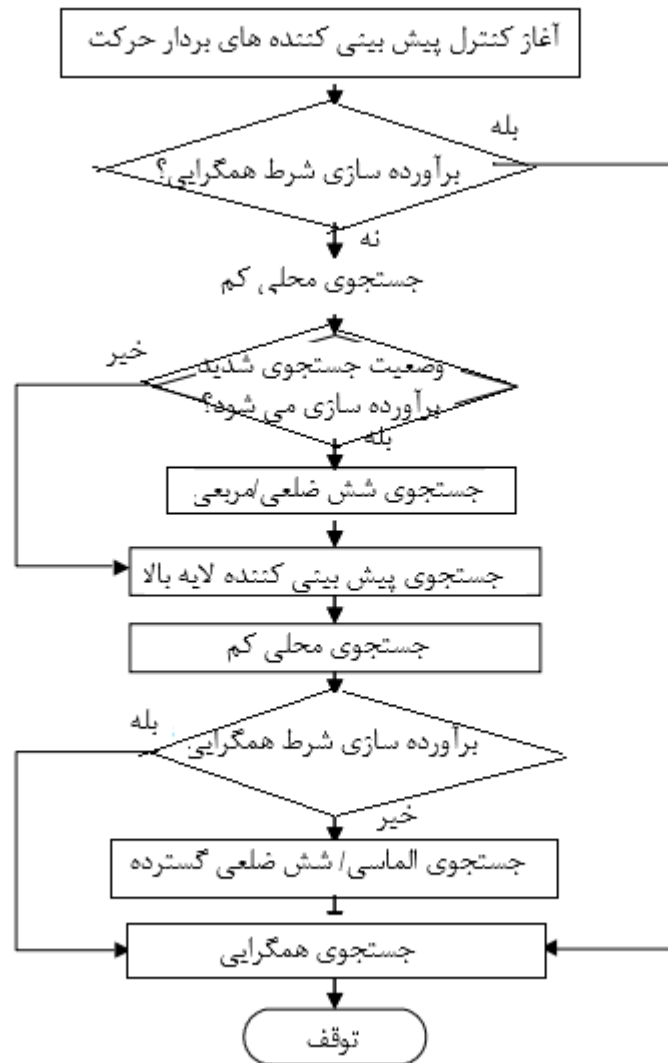 آغاز کنترل پیش بینی کننده های بردار حرکت
بله
برآورده سازی شرط همگرایی؟
نه
جستجوی محلی کم
خیر
وضعیت جستجوی شدید
برآورده سازی می شود؟
بله
جستجوی شش ضلعی/مربعی
جستجوی پیش بینی کننده لایه بالا
جستجوی محلی کم
بله
برآورده سازی شرط همگرایی؟
خیر
جستجوی الماسی/ شش ضلعی گسترده
جستجوی همگرایی
توقف